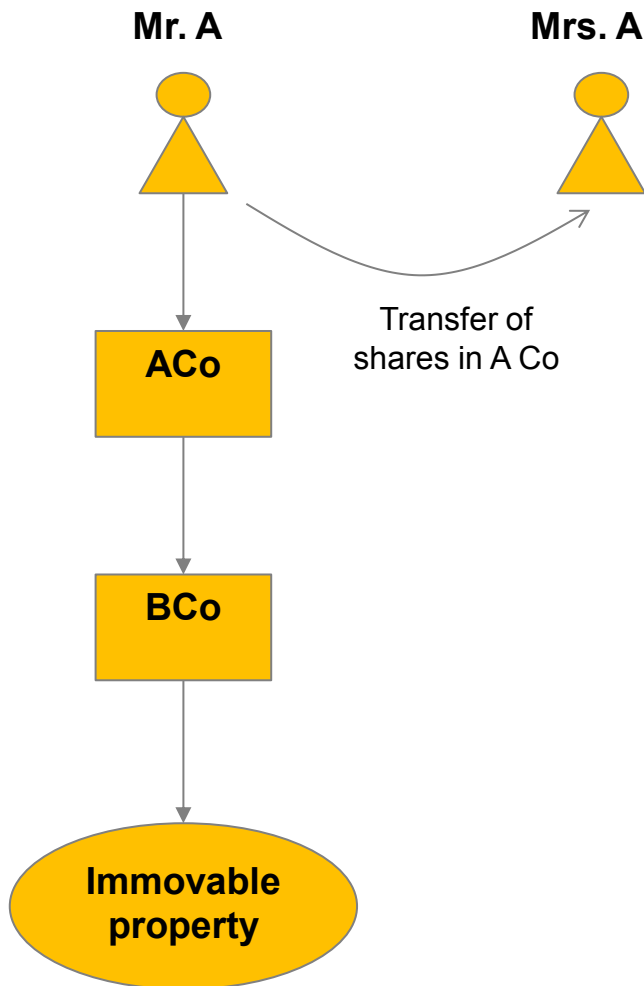 Mr. A
Mrs. A
Transfer of
shares in A Co
ACo
BCo
Immovable
property